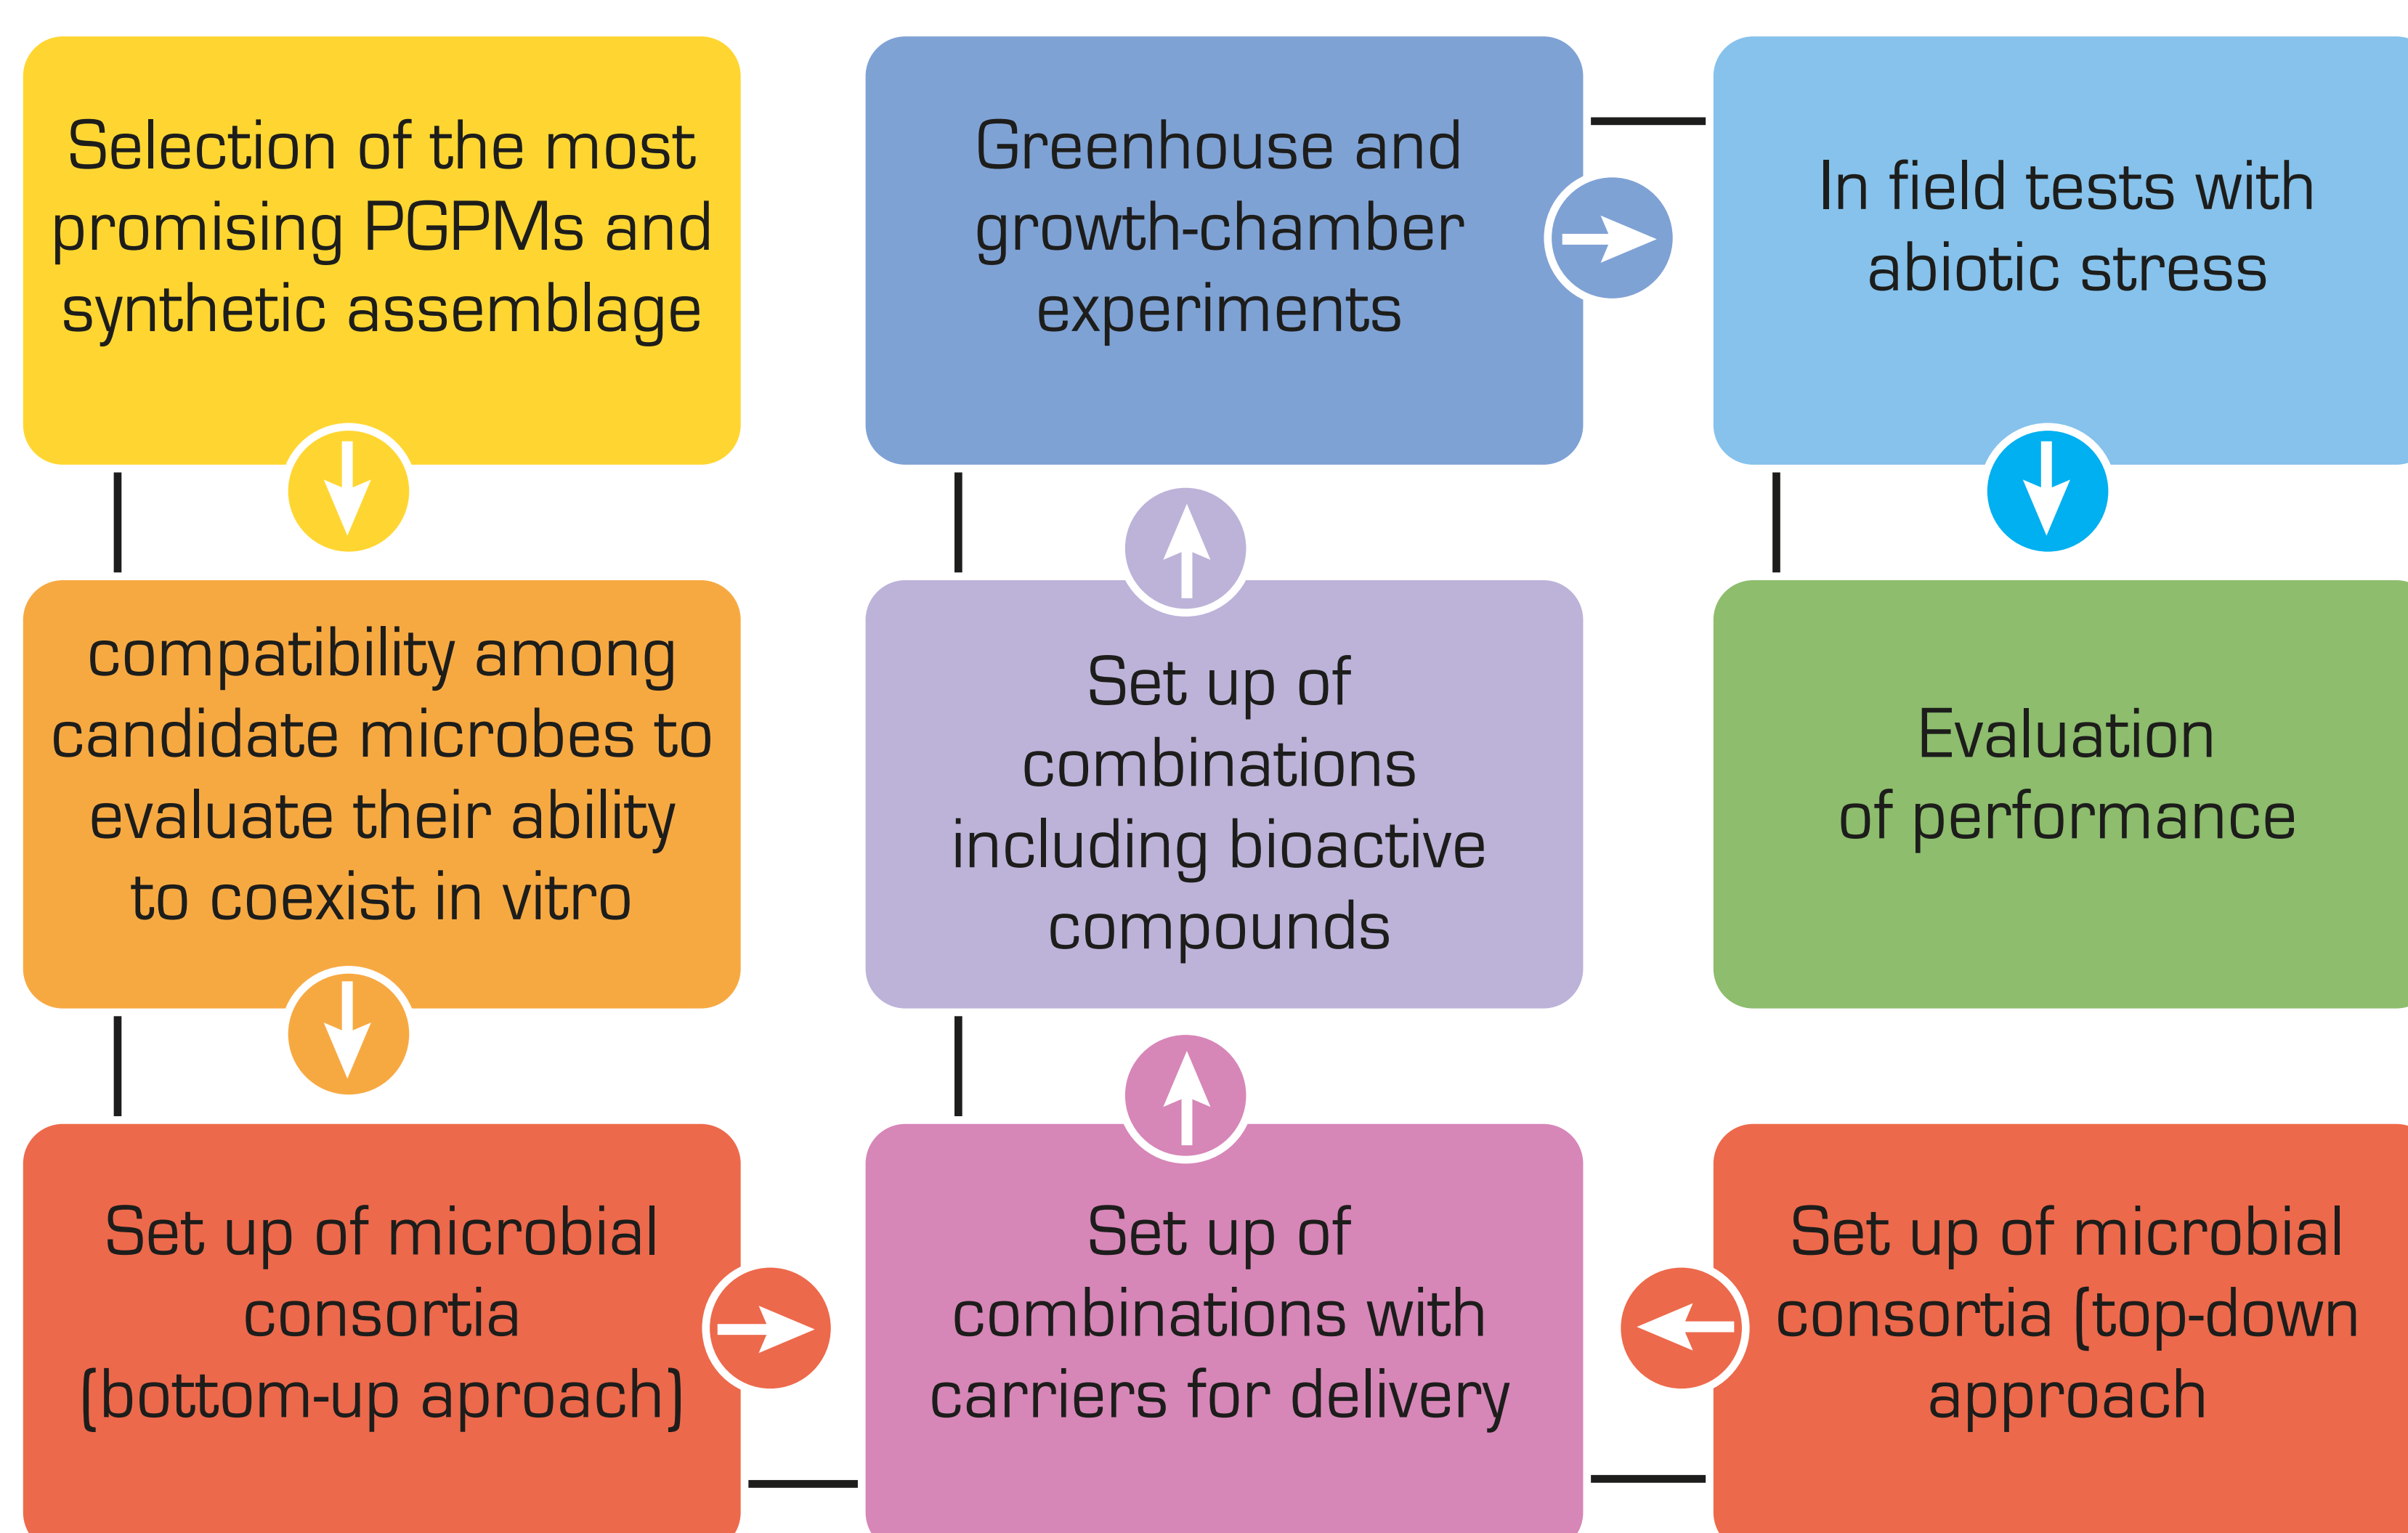 Selection of the most
promising PGPMs and
synthetic assemblage
Greenhouse and
growth-chamber
experiments
In field tests with
abiotic stress
compatibility among
candidate microbes to
evaluate their ability
to coexist in vitro
Set up of
combinations
including bioactive
compounds
Evaluation
of performance
Set up of microbial
consortia
(bottom-up aproach)
Set up of
combinations with
carriers for delivery
Set up of microbial
consortia (top-down
approach